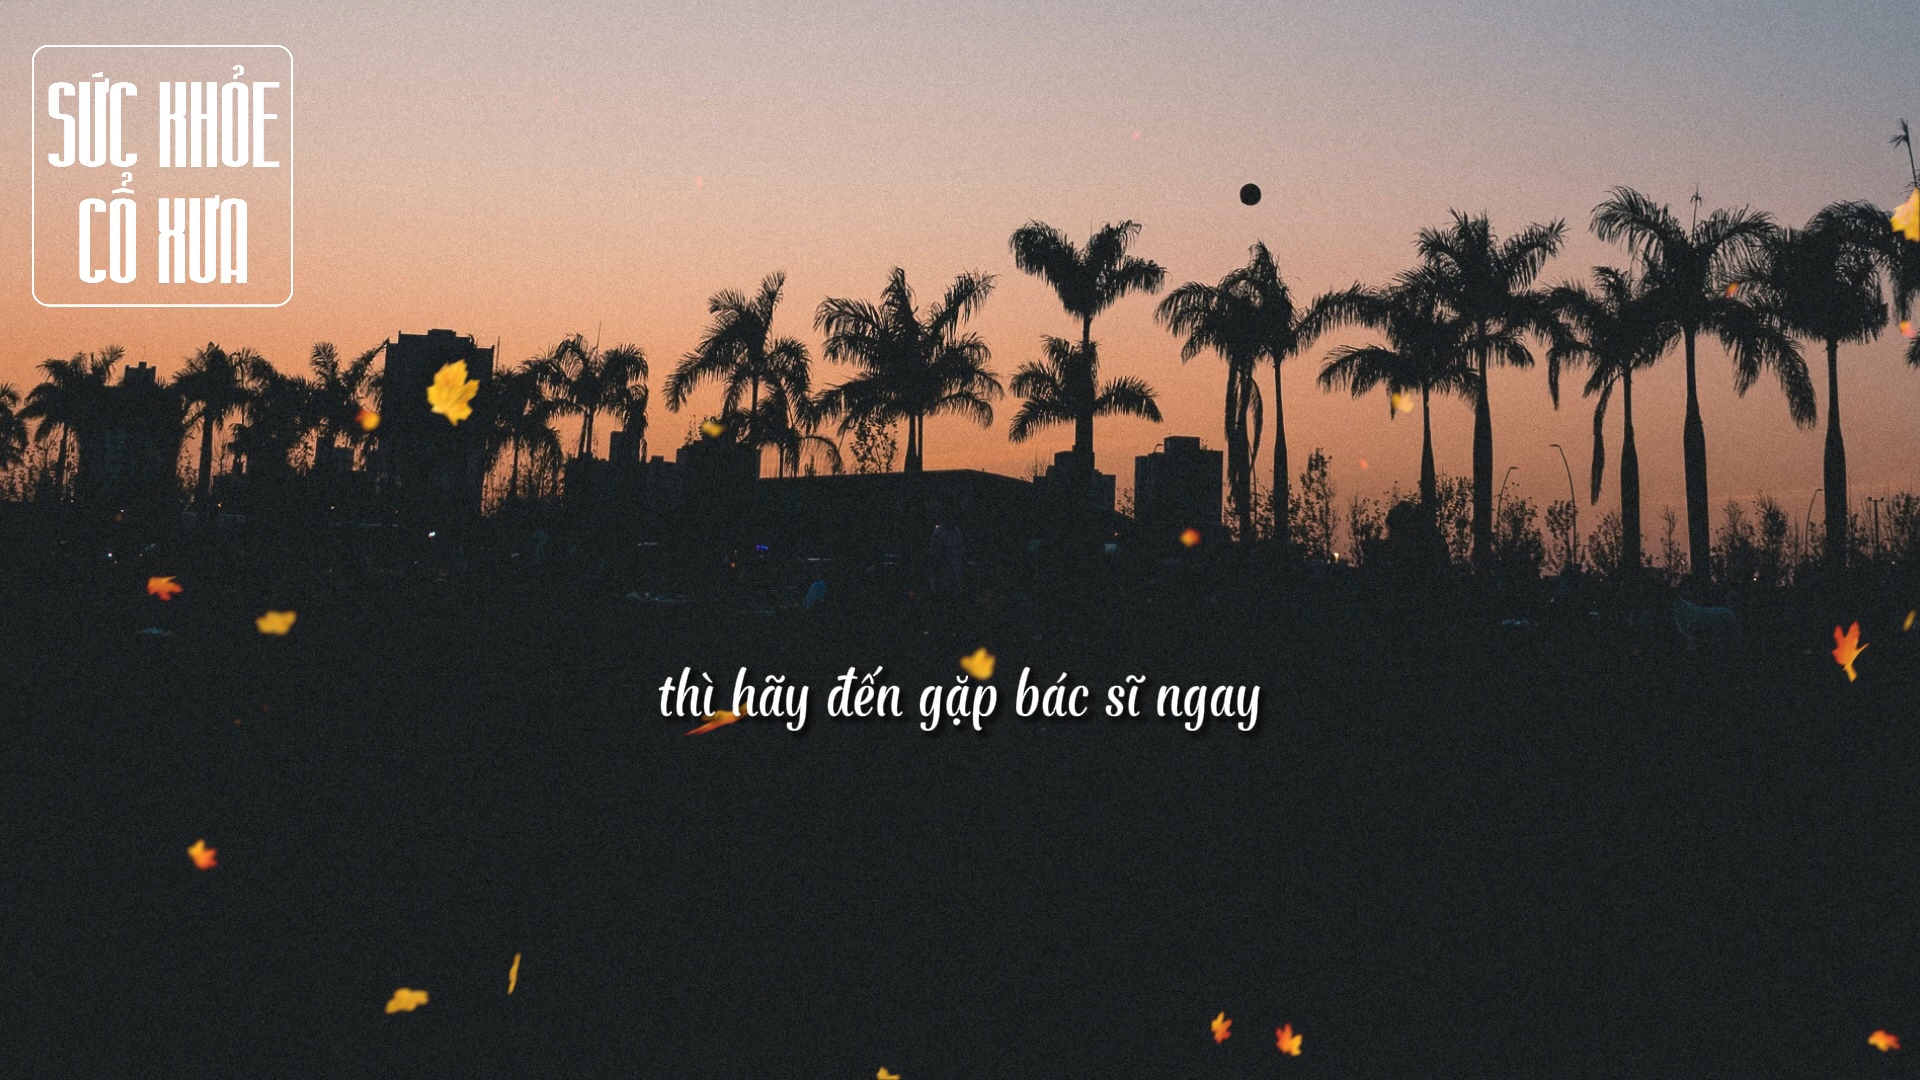 SỨC KHỎE
CỔ XƯA
thì hãy đến gặp bác sĩ ngay